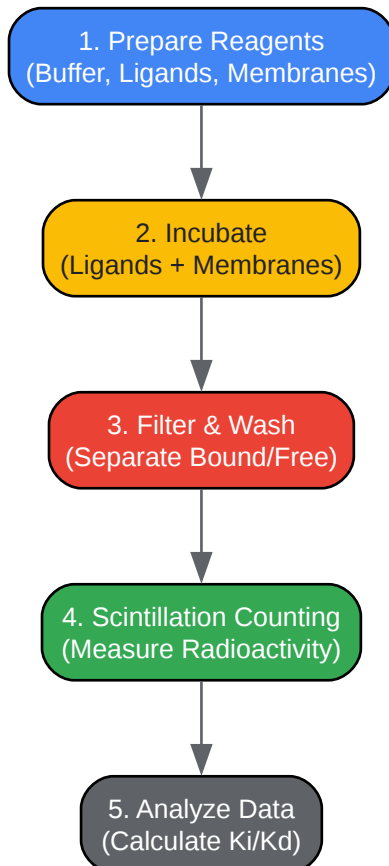 1. Prepare Reagents
(Buffer, Ligands, Membranes)
2. Incubate
(Ligands + Membranes)
3. Filter & Wash
(Separate Bound/Free)
4. Scintillation Counting
(Measure Radioactivity)
5. Analyze Data
(Calculate Ki/Kd)